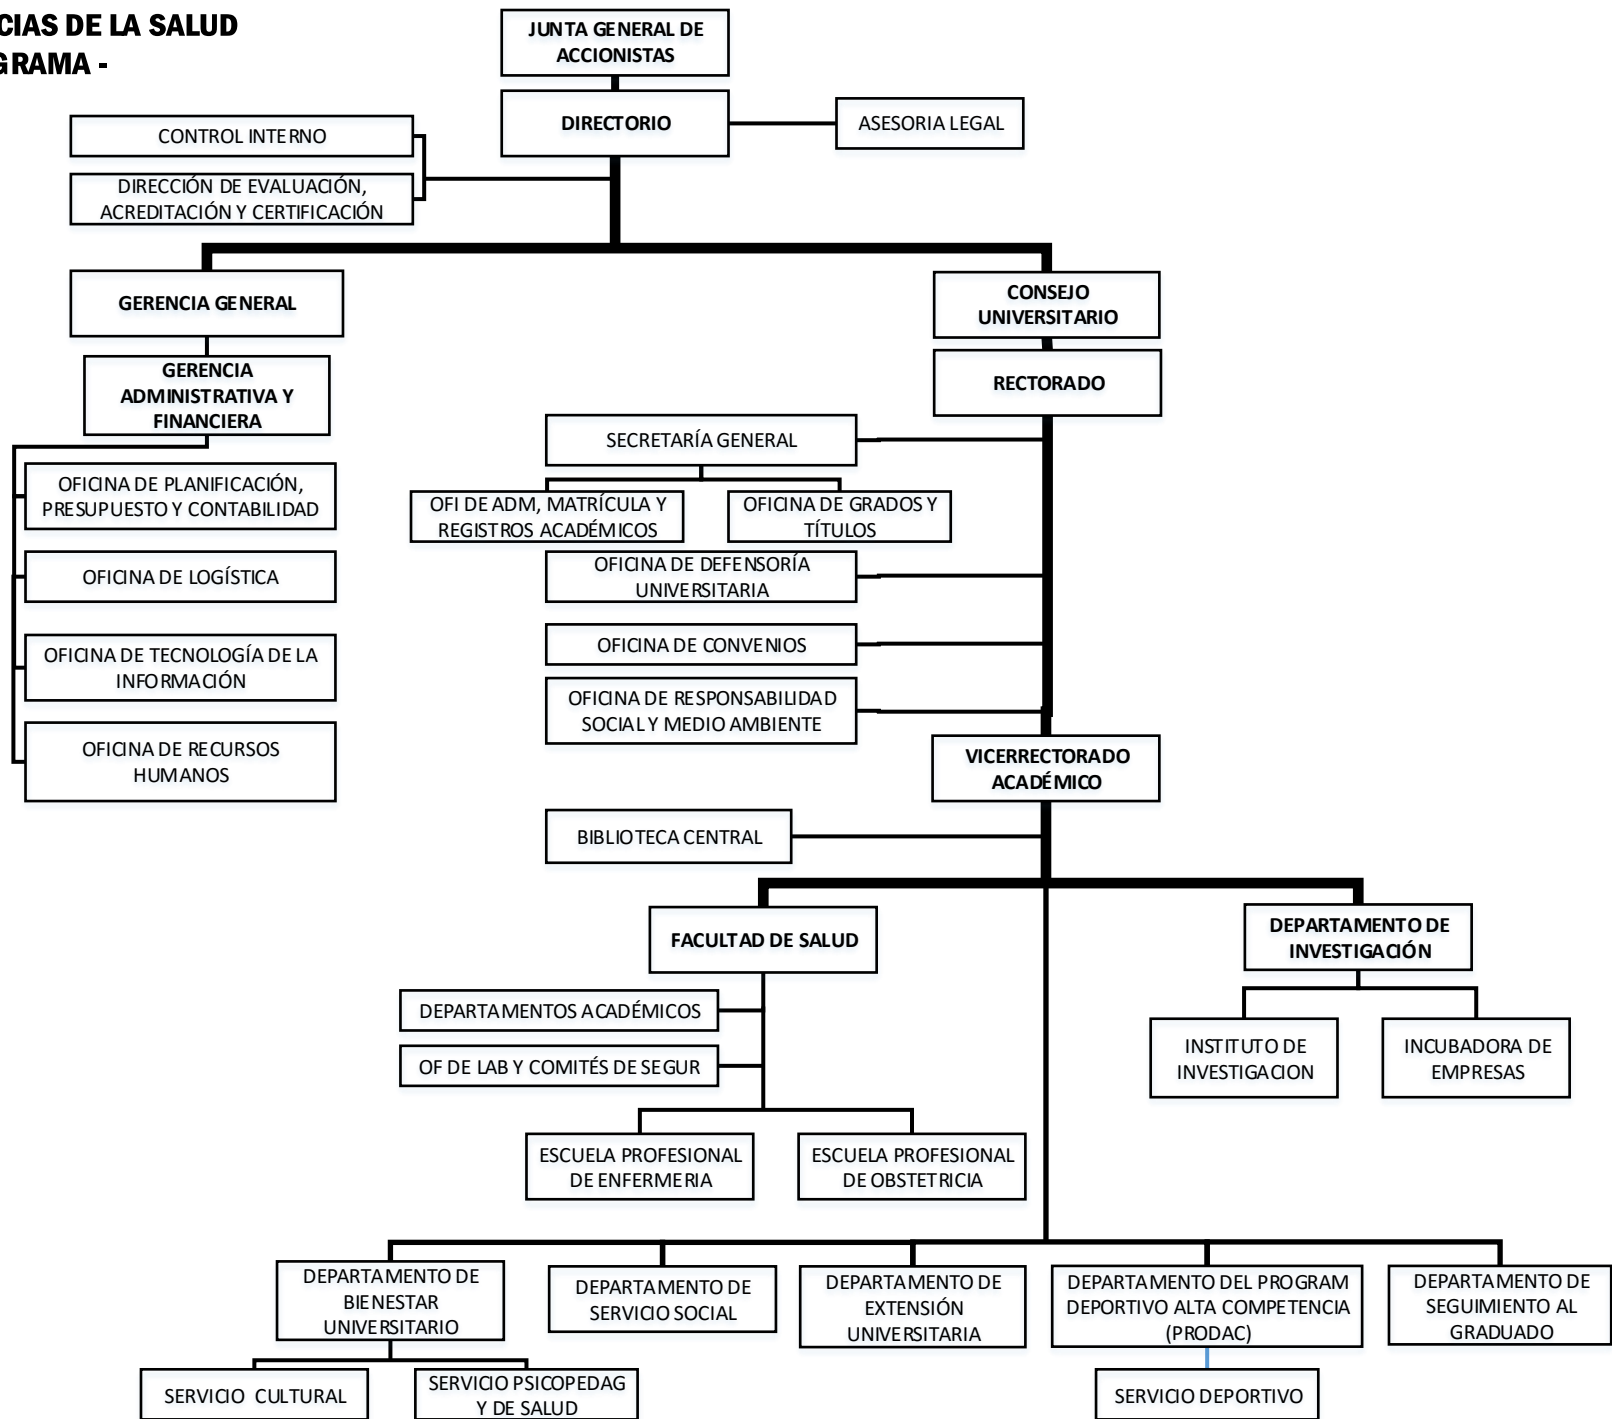 CIAS DE LA SALUD
GRAMA -
JUNTA GENERAL DE
ACCIONISTAS
DIRECTORIO
ASESORIA LEGAL
CONTROL INTERNO
DIRECCIÓN DE EVALUACIÓN,
ACREDITACIÓN Y CERTIFICACIÓN
GERENCIA GENERAL
CONSEJO
UNIVERSITARIO
GERENCIA
ADMINISTRATIVA Y
FINANCIERA
RECTORADO
SECRETARÍA GENERAL
OFICINA DE PLANIFICACIÓN,
PRESUPUESTO Y CONTABILIDAD
OFI DE ADM, MATRÍCULA Y
REGISTROS ACADÉMICOS
OFICINA DE GRADOS Y
TÍTULOS
OFICINA DE LOGÍSTICA
OFICINA DE DEFENSORÍA
UNIVERSITARIA
OFICINA DE TECNOLOGÍA DE LA
INFORMACIÓN
OFICINA DE CONVENIOS
OFICINA DE RESPONSABILIDAD
SOCIAL Y MEDIO AMBIENTE
OFICINA DE RECURSOS
HUMANOS
VICERRECTORADO
ACADÉMICO
BIBLIOTECA CENTRAL
FACULTAD DE SALUD
DEPARTAMENTO DE
INVESTIGACIÓN
DEPARTAMENTOS ACADÉMICOS
OF DE LAB Y COMITÉS DE SEGUR
INSTITUTO DE
INVESTIGACION
INCUBADORA DE
EMPRESAS
ESCUELA PROFESIONAL
DE ENFERMERIA
ESCUELA PROFESIONAL
DE OBSTETRICIA
DEPARTAMENTO DE
BIENESTAR
UNIVERSITARIO
DEPARTAMENTO DE
SERVICIO SOCIAL
DEPARTAMENTO DE
EXTENSIÓN
UNIVERSITARIA
DEPARTAMENTO DEL PROGRAM
DEPORTIVO ALTA COMPETENCIA
(PRODAC)
DEPARTAMENTO DE
SEGUIMIENTO AL
GRADUADO
SERVICIO CULTURAL
SERVICIO PSICOPEDAG
Y DE SALUD
SERVICIO DEPORTIVO